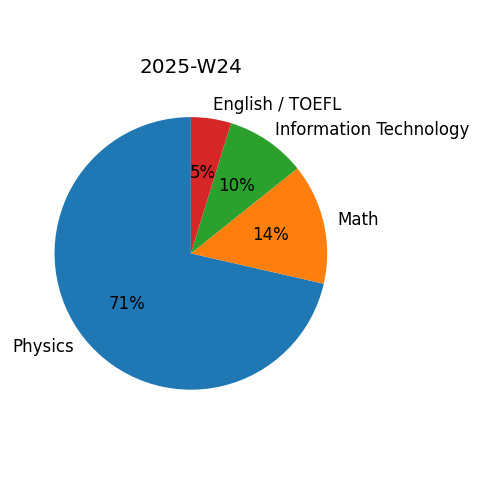 2025-W24
English / TOEFL
Information Technology
5%
10%
Math
14%
71%
Physics